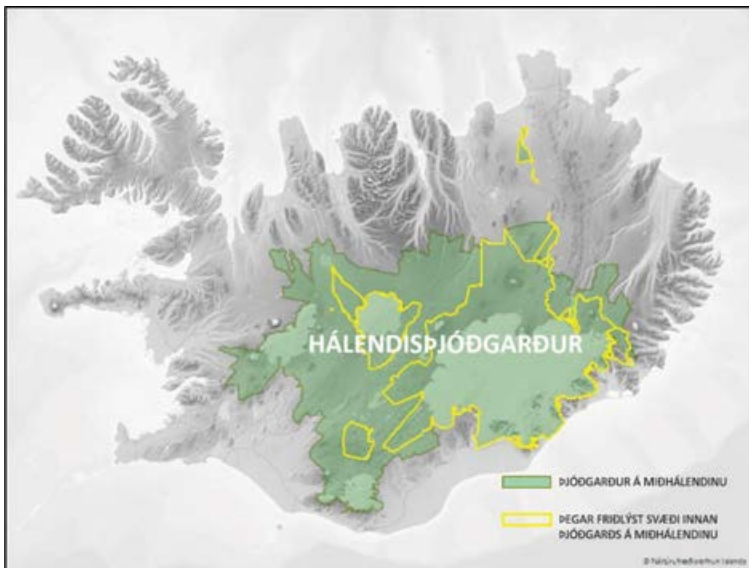 HÁLENDISÞJÓÐGARÐUR
ÞJÓÐGARÐUR Á MIÐHÁLENDINU
ÞEGAR FRIÐLÝST SVÆÐI INNAN
ÞJÓÐGARÐS Á MIÐHÁLENDINU